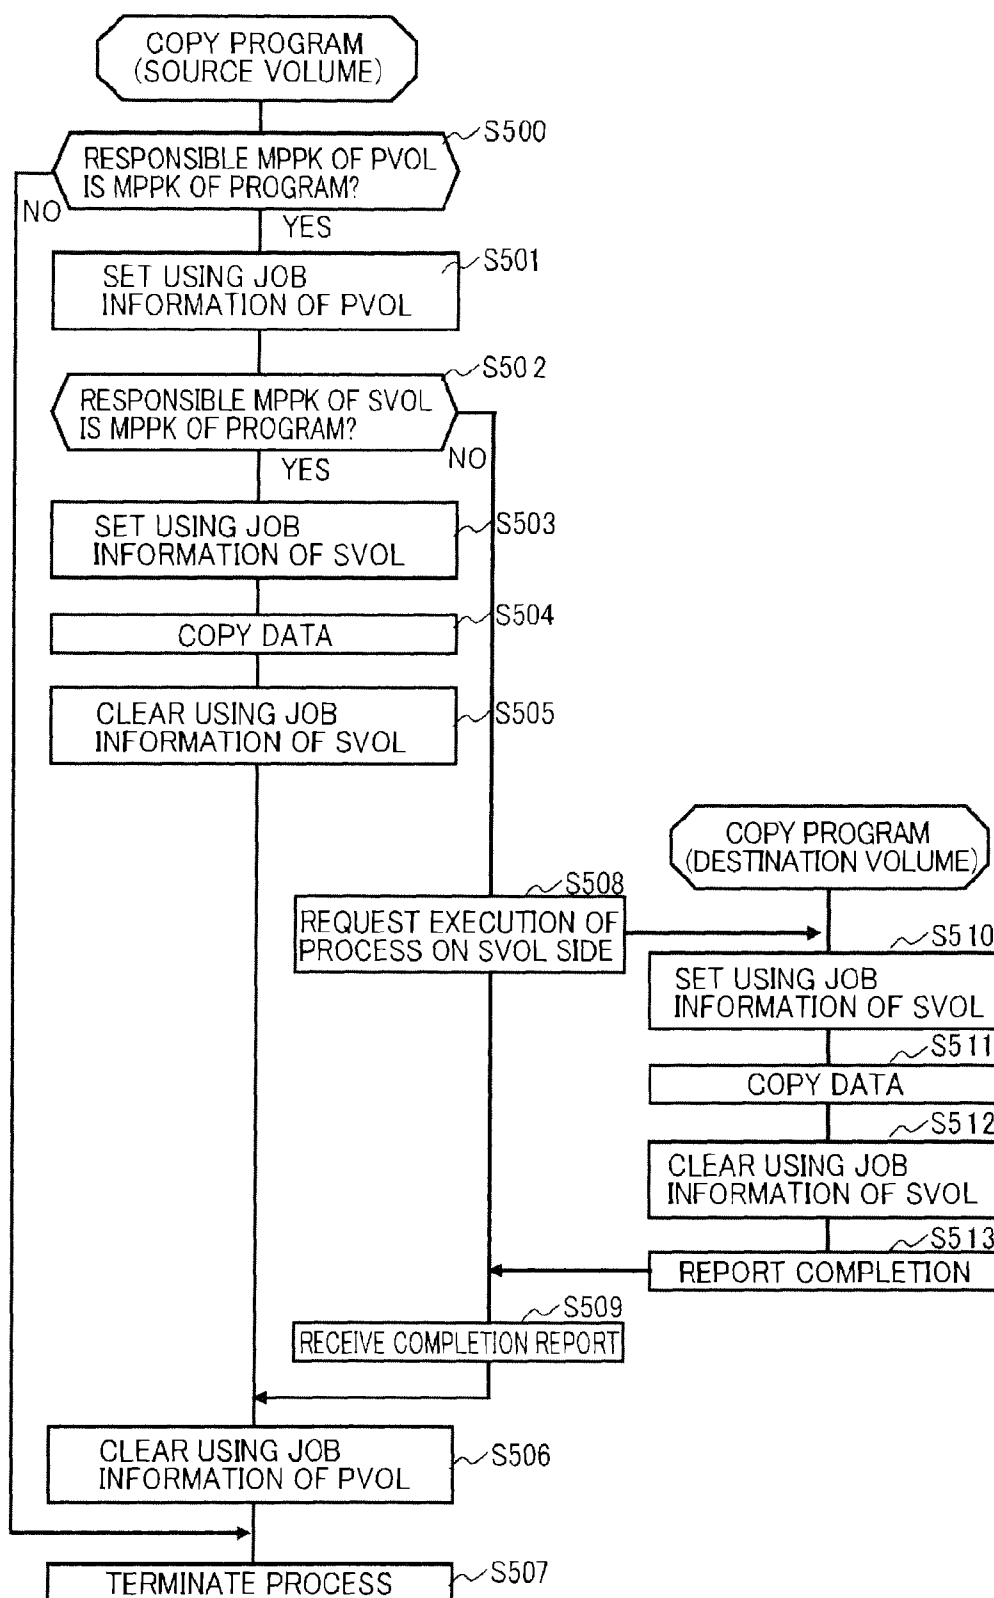 COPY PROGRAM
(SOURCE VOLUME)
S500
RESPONSIBLE MPPK OF PVOL
IS MPPK OF PROGRAM?
NO
YES
S501
SET USING JOB
INFORMATION OF PVOL
S502
RESPONSIBLE MPPK OF SVOL
IS MPPK OF PROGRAM?
NO
YES
S503
SET USING JOB
INFORMATION OF SVOL
S504
COPY DATA
S505
CLEAR USING JOB
INFORMATION OF SVOL
COPY PROGRAM
(DESTINATION VOLUME)
S508
REQUEST EXECUTION OF
PROCESS ON SVOL SIDE
S510
SET USING JOB
INFORMATION OF SVOL
S511
COPY DATA
S512
CLEAR USING JOB
INFORMATION OF SVOL
S513
REPORT COMPLETION
S509
RECEIVE COMPLETION REPORT
S506
CLEAR USING JOB
INFORMATION OF PVOL
S507
TERMINATE PROCESS